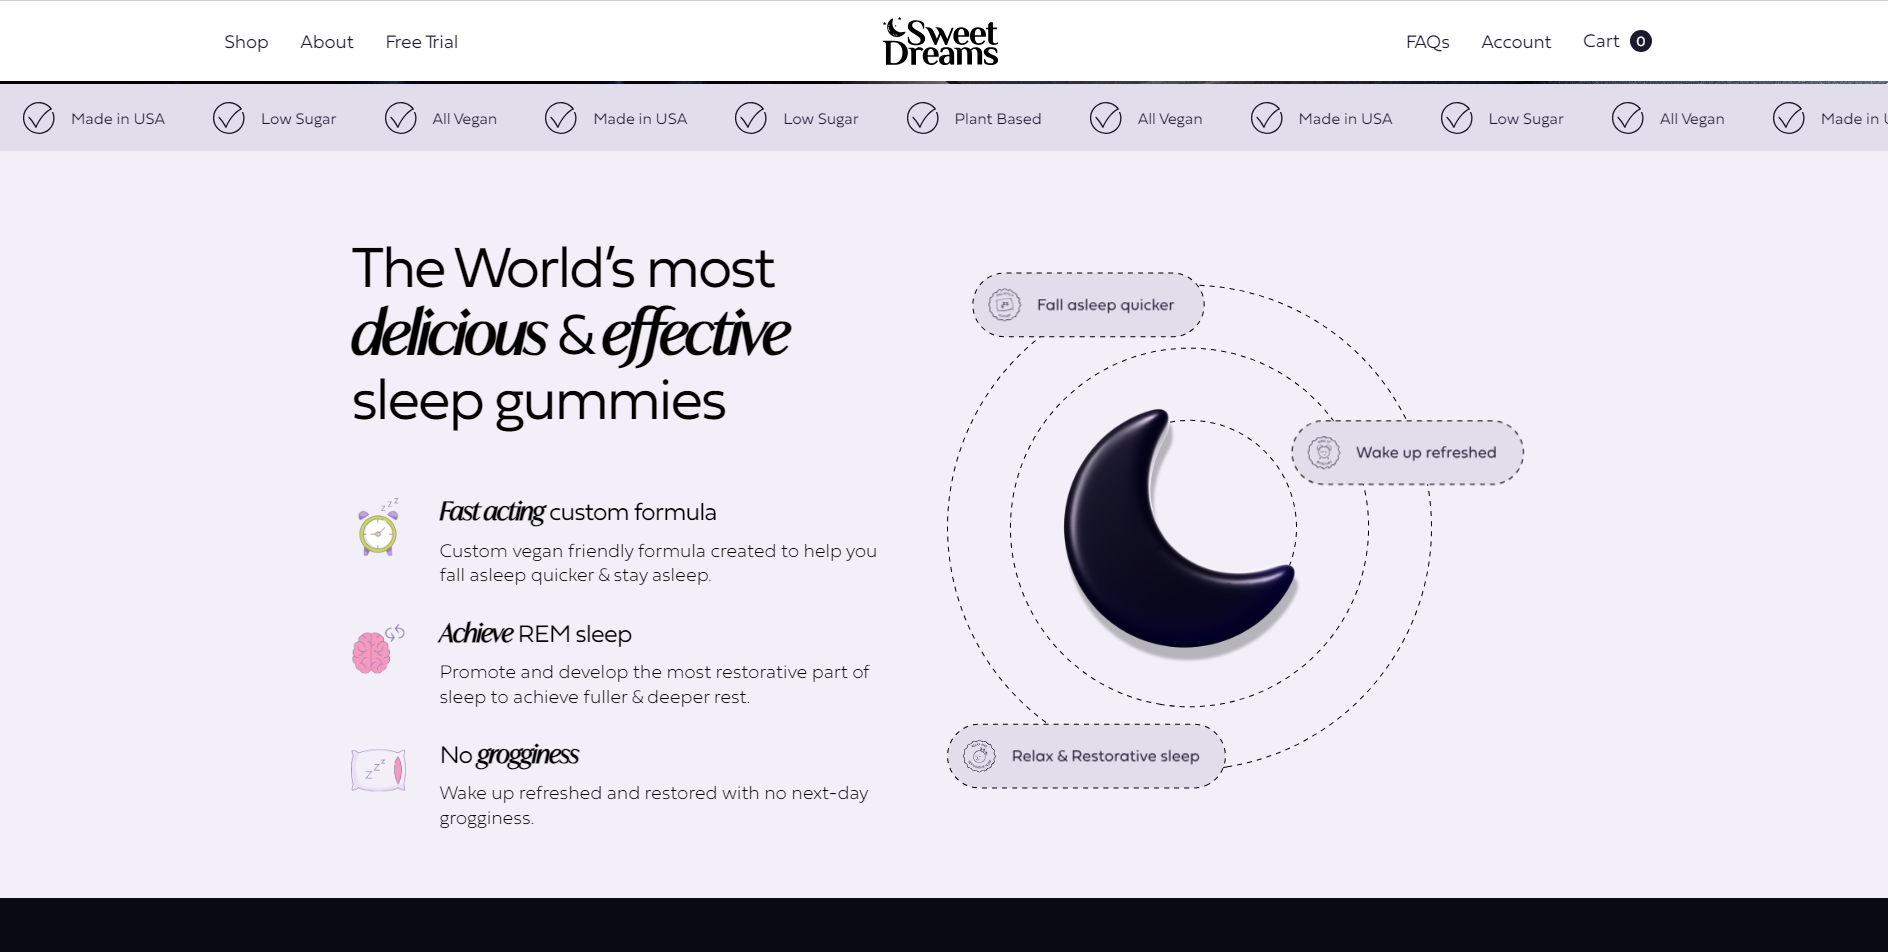 Shop About Free Trial
Sweet
Dreams
FAQs Account Cart 0
Made in USA Low Sugar All Vegan Made in USA Low Sugar Plant Based All Vegan Made in USA Low Sugar All Vegan Made in
The World's most
delicious & effective
sleep gummies
Fast acting custom formula
Custom vegan friendly formula created to help you
fall asleep quicker & stay asleep.
Achieve REM sleep
Promote and develop the most restorative part of
sleep to achieve fuller & deeper rest.
No grogginess
Wake up refreshed and restored with no next-day
grogginess.
Fall asleep quicker
Wake up refreshed
Relax & Restorative sleep